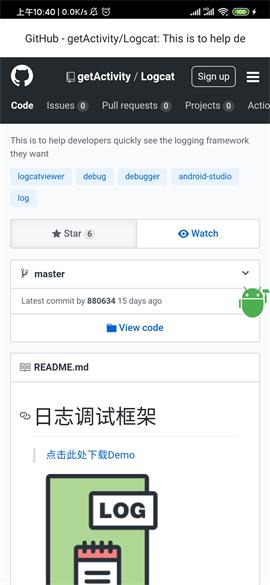 上午10:40 | 0.0K/s
GitHub - getActivity/Logcat: This is to help de
getActivity / Logcat
Sign up
Code Issues 0 Pull requests 0 Projects 0 Actio
This is to help developers quickly see the logging framework
they want
logcatviewer debug debugger android-studio
log
Star 6 Watch
master
Latest commit by 880634 15 days ago
View code
README.md
日志调试框架
点击此处下载Demo
LOG